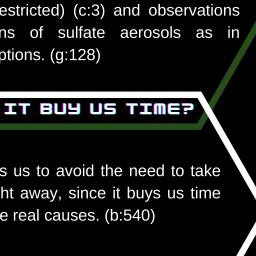 estricted) (c:3) and observations
ns of sulfate aerosols as in
ptions. (g:128)
IT BUY US TIME?
s us to avoid the need to take
ht away, since it buys us time
e real causes. (b:540)